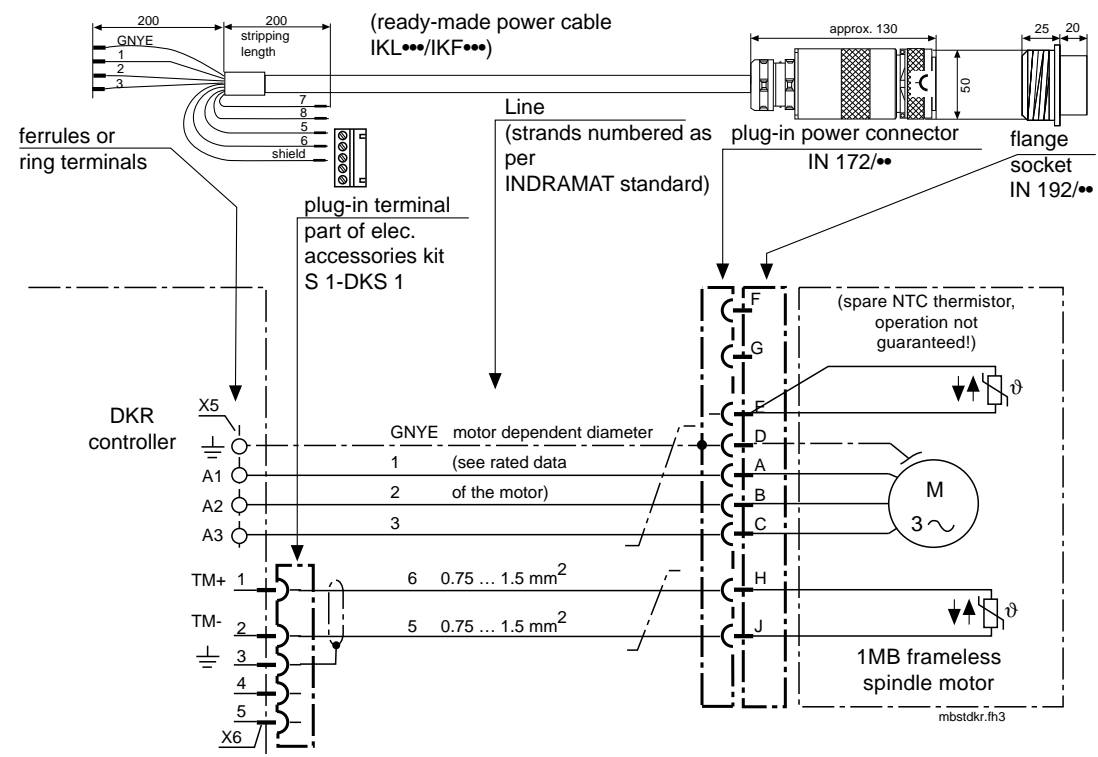 200
200
(ready-made power cable
IKL•••/IKF•••)
stripping
length
GNYE
1
2
3
7
8
5
6
shield
approx. 130
25
20
50
ferrules or
ring terminals
Line
(strands numbered as
per
INDRAMAT standard)
plug-in power connector
IN 172/••
flange
socket
IN 192/••
plug-in terminal
part of elec.
accessories kit
S 1-DKS 1
(spare NTC thermistor,
operation not
guaranteed!)
F
G
E
ϑ
DKR
controller
X5
GNYE motor dependent diameter
D
A1
1 (see rated data
A
A2
2 of the motor)
B
A3
3
C
M
3
TM+ 1
6 0.75 ... 1.5 mm2
H
ϑ
TM-
2
5 0.75 ... 1.5 mm2
J
3
4
5
X6
1MB frameless
spindle motor
mbstdkr.fh3